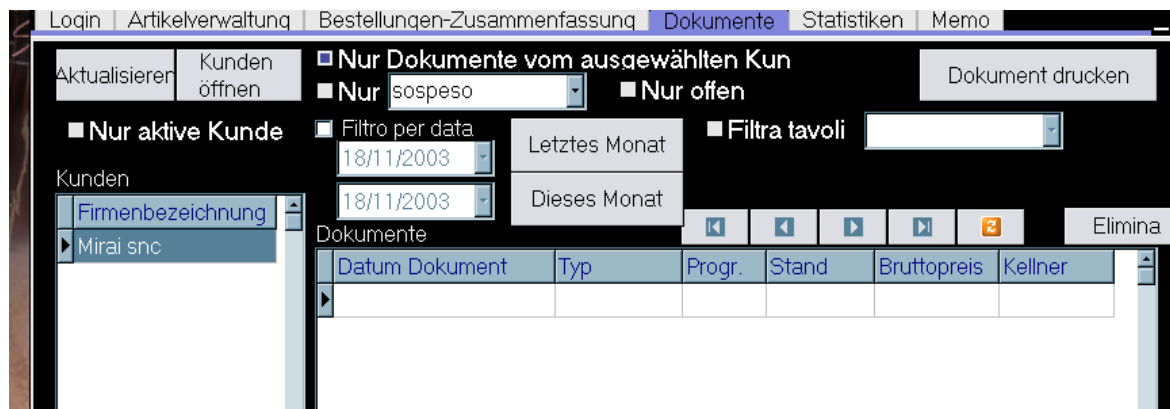 Login Artikelverwaltung Bestellungen-Zusammenfassung Dokumente Statistiken Memo
Aktualisieren
Kunden
öffnen
Nur Dokumente vom ausgewählten Kun
Nur sospeso
Nur offen
Dokument drucken
Nur aktive Kunde
Filtro per data
18/11/2003
18/11/2003
Letztes Monat
Dieses Monat
Filtra tavoli
Kunden
Firmenbezeichnung
Mirai snc
Elimina
Dokumente
Datum Dokument Typ Progr. Stand Bruttopreis Kellner